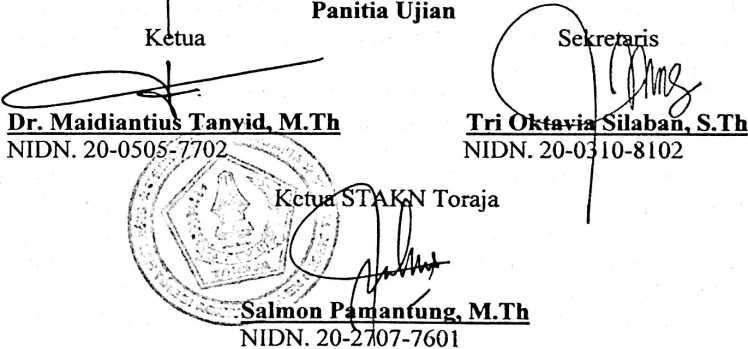 Panitia Ujian
Ketua
Sekretaris
Dr. Maidiantius Tanyid, M.Th
Tri Oktavia Silaban, S.Th
NIDN. 20-0505-7702
NIDN. 20-0310-8102
Ketua STAKN Toraja
Salmon Pamantung, M.Th
NIDN. 20-2707-7601